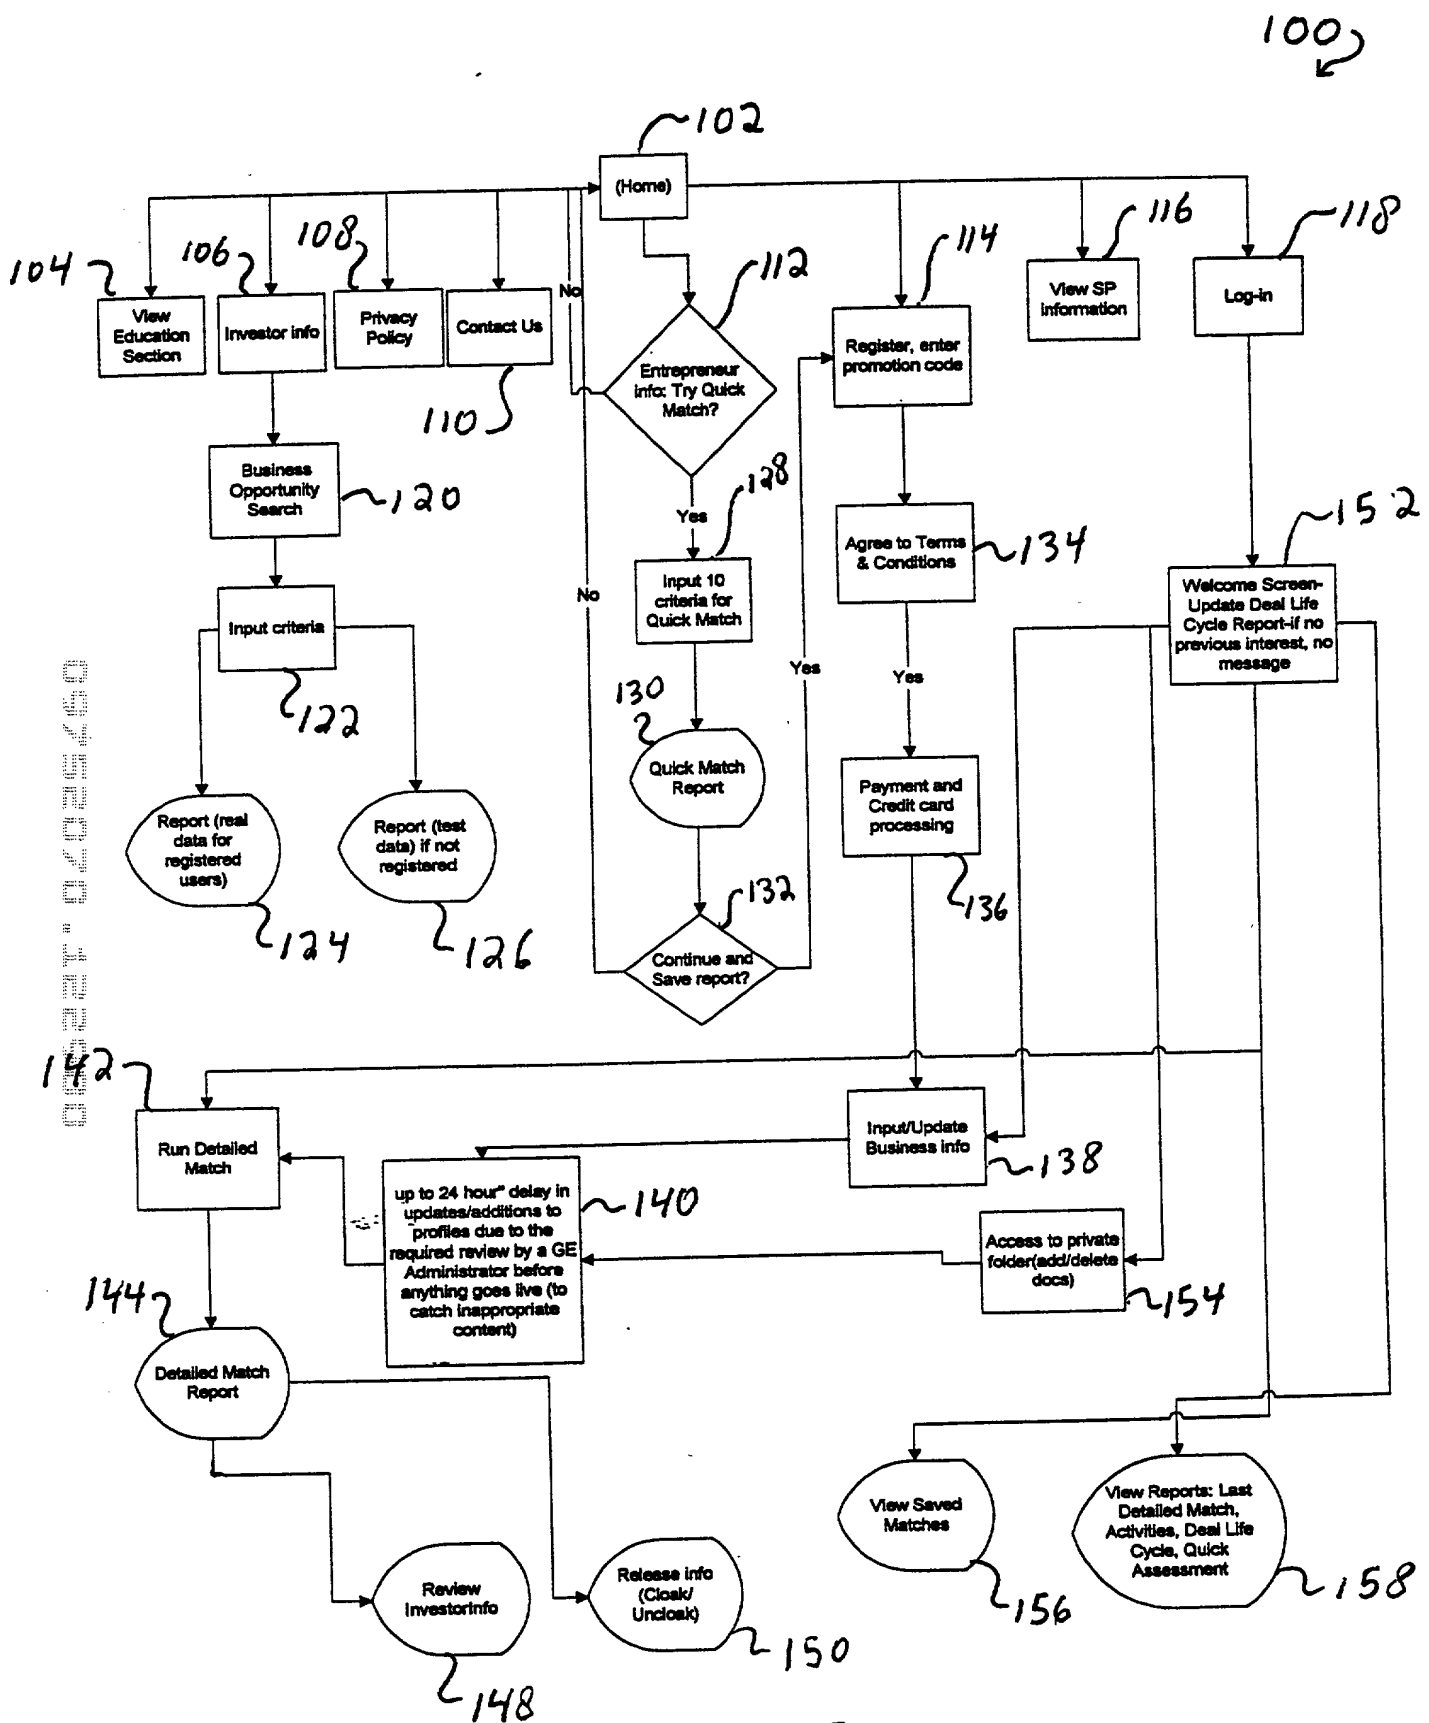 100
102
(Home)
104
106
108
110
112
114
116
118
View
Education
Section
Investor info
Privacy
Policy
Contact Us
No
Entrepreneur
info: Try Quick
Match?
Register, enter
promotion code
View SP
information
Log-in
Business
Opportunity
Search
120
Yes
128
Agree to Terms
& Conditions
134
152
Input criteria
122
Input 10
criteria for
Quick Match
No
Yes
Yes
Welcome Screen-
Update Deal Life
Cycle Report-if no
previous interest, no
message
130
Quick Match
Report
Payment and
Credit card
processing
136
Report (real
data for
registered
users)
124
Report (test
data) if not
registered
126
132
Continue and
Save report?
142
Run Detailed
Match
Input/Update
Business info
138
up to 24 hour" delay in
updates/additions to
profiles due to the
required review by a GE
Administrator before
anything goes live (to
catch inappropriate
content)
140
Access to private
folder(add/delete
docs)
154
144
Detailed Match
Report
View Saved
Matches
156
View Reports: Last
Detailed Match,
Activities, Deal Life
Cycle, Quick
Assessment
158
Review
InvestorInfo
148
Release info
(Cloak/
Uncloak)
150